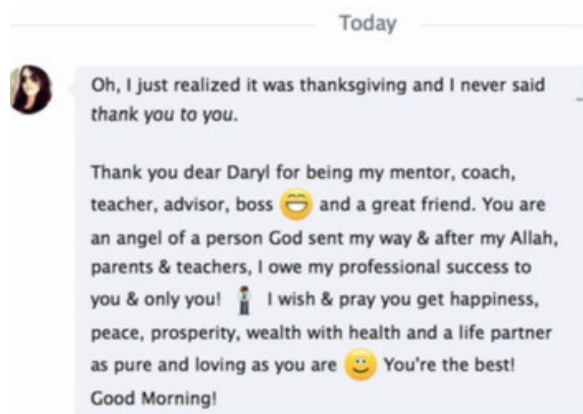 Today
Oh, I just realized it was thanksgiving and I never said
thank you to you.
Thank you dear Daryl for being my mentor, coach,
teacher, advisor, boss 😁 and a great friend. You are
an angel of a person God sent my way & after my Allah,
parents & teachers, I owe my professional success to
you & only you! I wish & pray you get happiness,
peace, prosperity, wealth with health and a life partner
as pure and loving as you are 🙂 You're the best!
Good Morning!